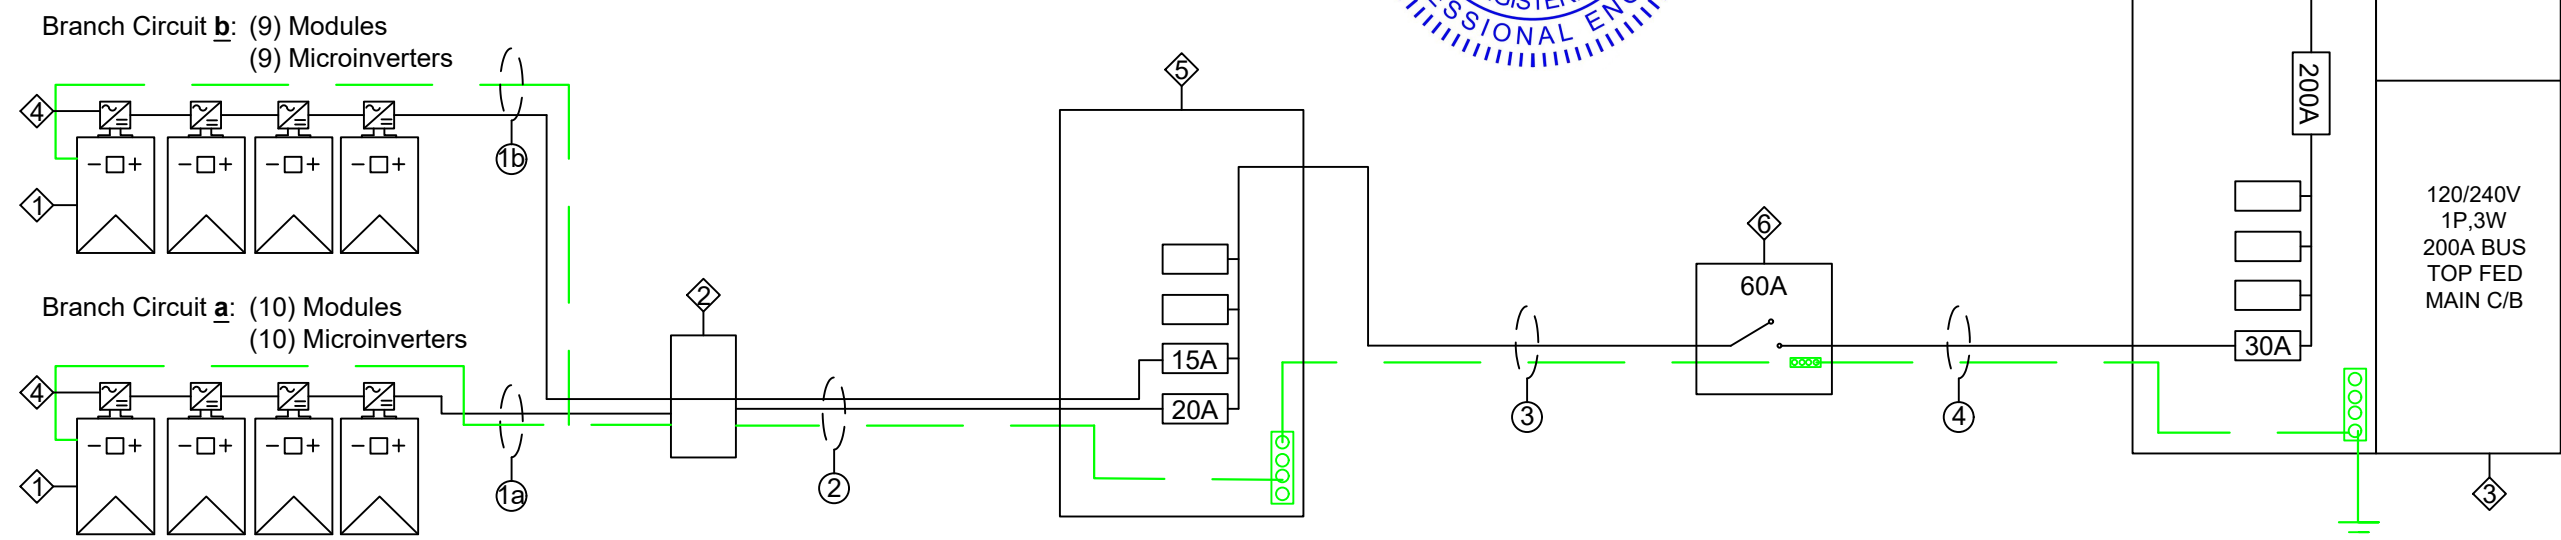 Branch Circuit b: (9) Modules
(9) Microinverters
4
1
1b
Branch Circuit a: (10) Modules
(10) Microinverters
4
1
1a
2
2
5
15A
20A
3
6
60A
4
SSIONAL EN
200A
30A
120/240V
1P,3W
200A BUS
TOP FED
MAIN C/B
3